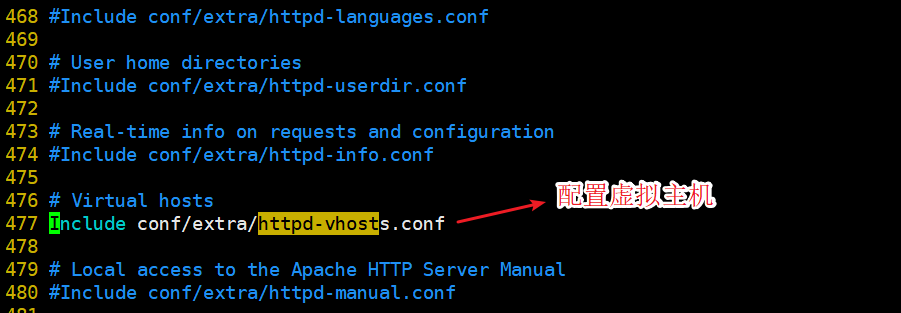 468 #Include conf/extra/httpd-languages.conf
469
470 # User home directories
471 #Include conf/extra/httpd-userdir.conf
472
473 # Real-time info on requests and configuration
474 #Include conf/extra/httpd-info.conf
475
476 # Virtual hosts
477 Include conf/extra/httpd-vhosts.conf
配置虚拟主机
478
479 # Local access to the Apache HTTP Server Manual
480 #Include conf/extra/httpd-manual.conf